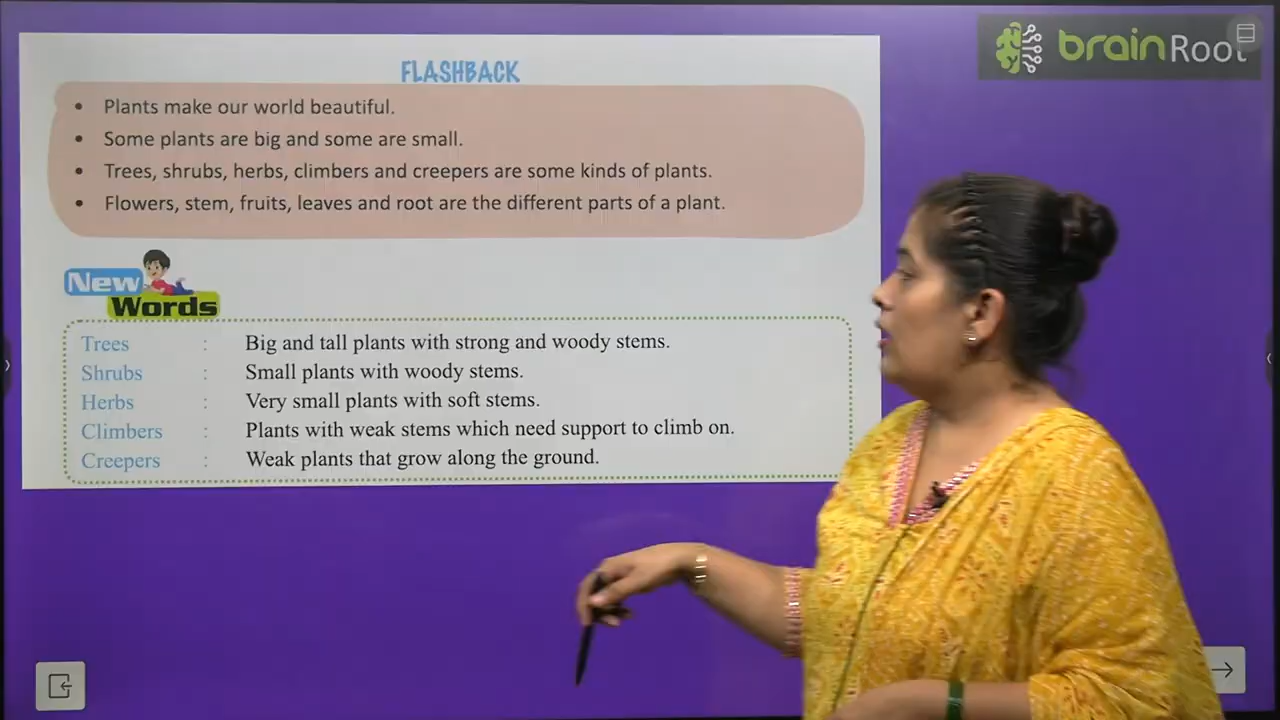 brainRoot
FLASHBACK
• Plants make our world beautiful.
• Some plants are big and some are small.
• Trees, shrubs, herbs, climbers and creepers are some kinds of plants.
• Flowers, stem, fruits, leaves and root are the different parts of a plant.
New
Words
Trees : Big and tall plants with strong and woody stems.
Shrubs : Small plants with woody stems.
Herbs : Very small plants with soft stems.
Climbers : Plants with weak stems which need support to climb on.
Creepers : Weak plants that grow along the ground.